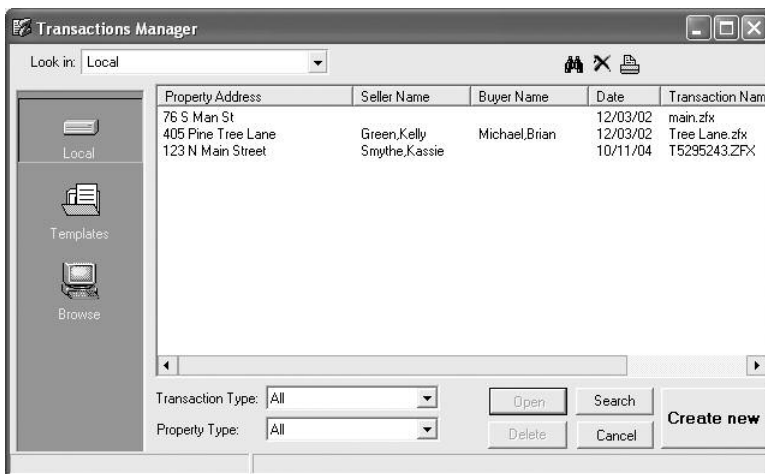 Transactions Manager
Look in: Local
Property Address Seller Name Buyer Name Date Transaction Nam
76 S Man St 12/03/02 main.zfx
405 Pine Tree Lane Green,Kelly Michael,Brian 12/03/02 Tree Lane.zfx
123 N Main Street Smythe,Kassie 10/11/04 T5295243.ZFX
Local
Templates
Browse
Transaction Type: All
Property Type: All
Open Search
Delete Cancel
Create new